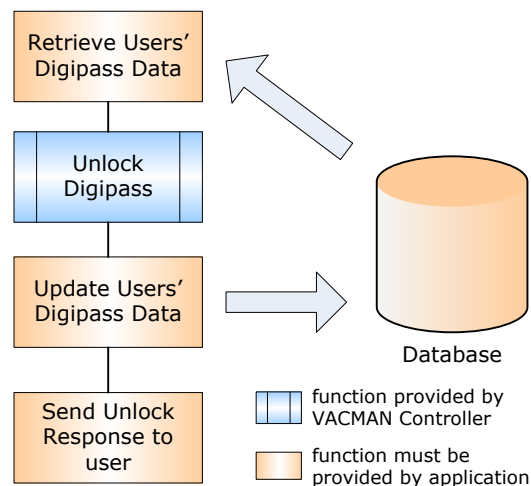 Retrieve Users’
Digipass Data
Unlock
Digipass
Update Users’
Digipass Data
Database
Send Unlock
Response to
user
function provided by
VACMAN Controller
function must be
provided by application